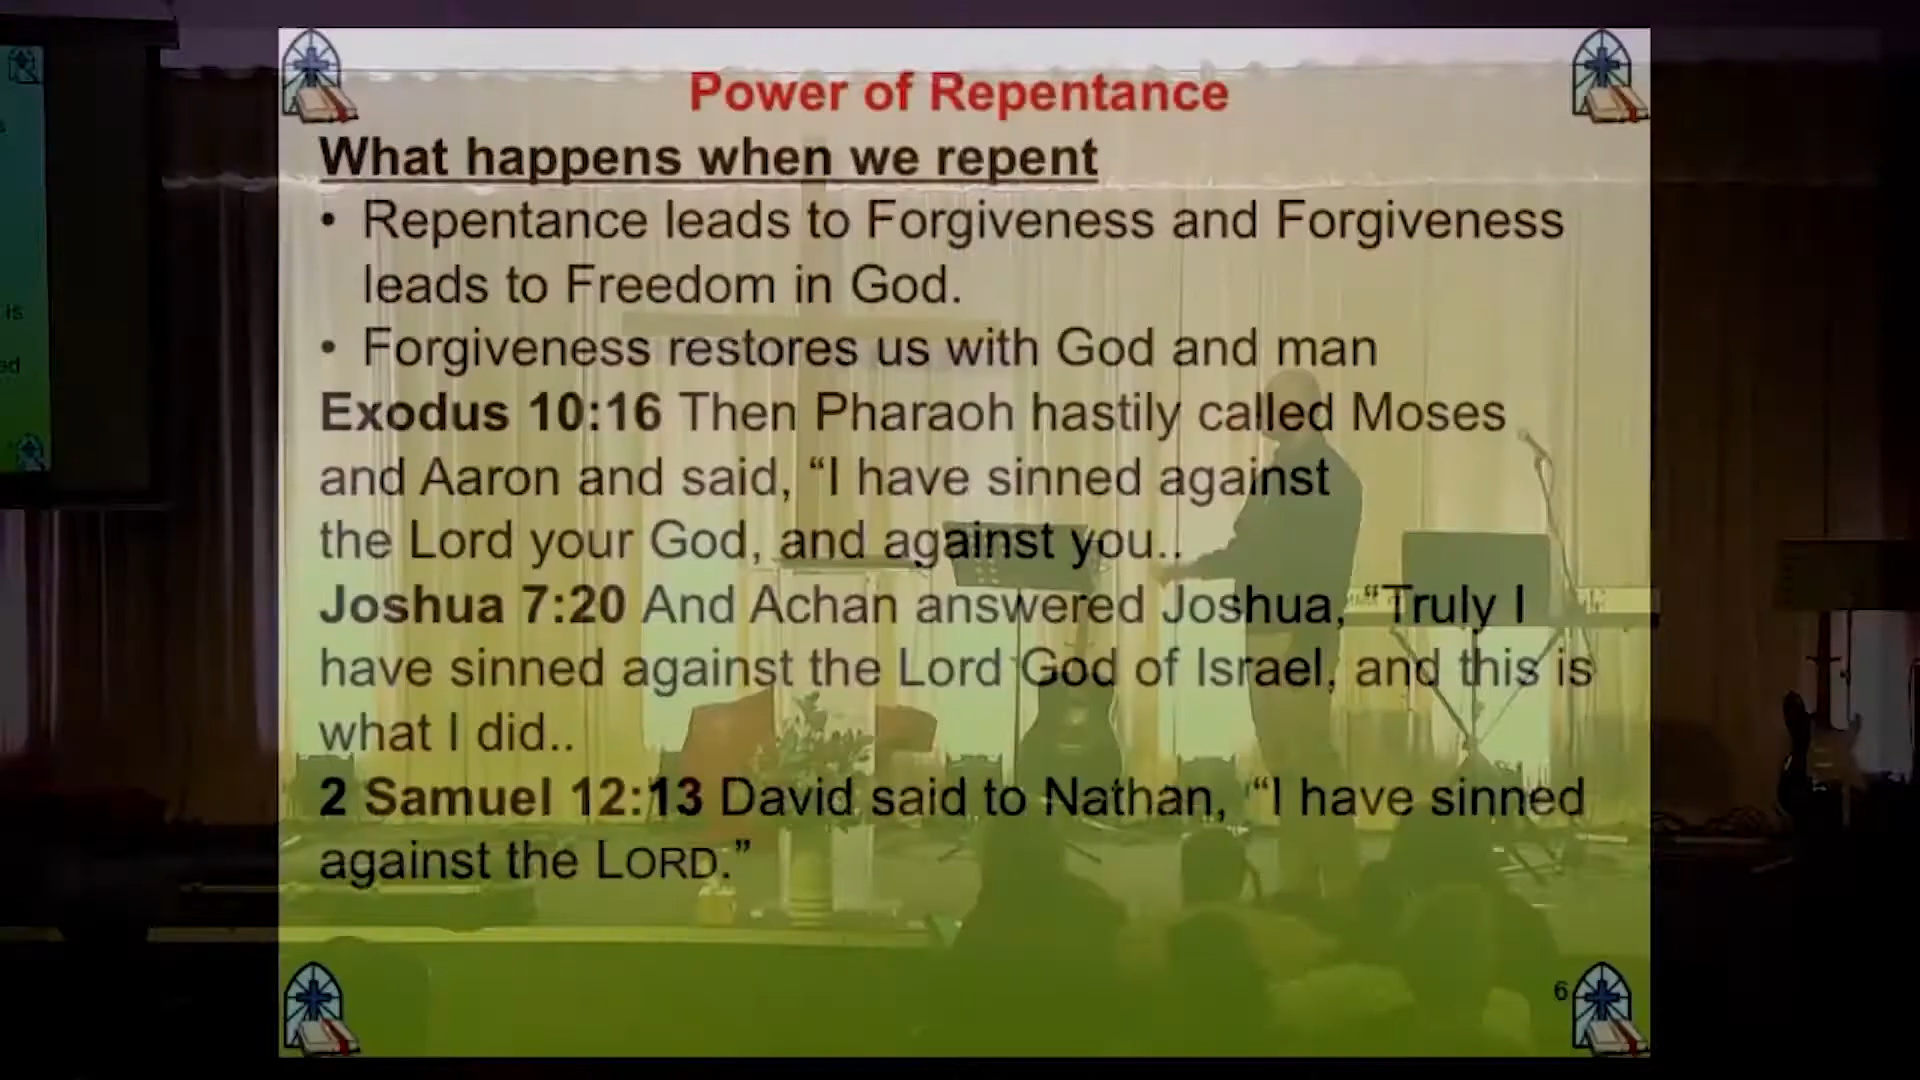 Power of Repentance
What happens when we repent
• Repentance leads to Forgiveness and Forgiveness
leads to Freedom in God.
• Forgiveness restores us with God and man
Exodus 10:16 Then Pharaoh hastily called Moses
and Aaron and said, “I have sinned against
the Lord your God, and against you..
Joshua 7:20 And Achan answered Joshua, “Truly I
have sinned against the Lord God of Israel, and this is
what I did..
2 Samuel 12:13 David said to Nathan, “I have sinned
against the LORD.”
6
is